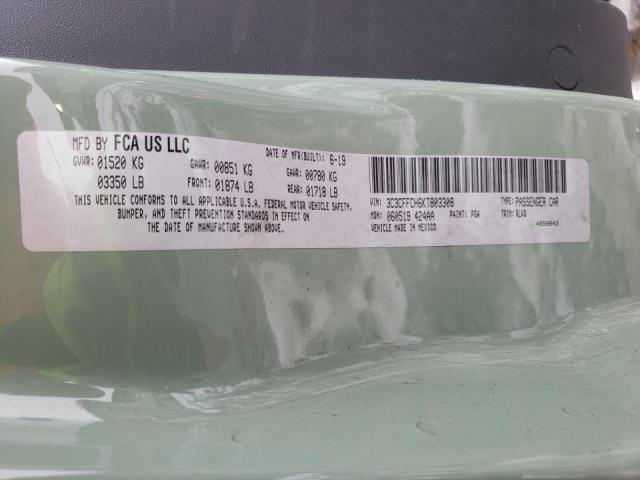 MFD BY FCA US LLC
DATE OF MFR(BUILT): 6-19
GVWR: 01520 KG GAWR: 00851 KG GAWR: 00780 KG
03350 LB FRONT: 01874 LB REAR: 01718 LB
THIS VEHICLE CONFORMS TO ALL APPLICABLE U.S.A. FEDERAL MOTOR VEHICLE SAFETY,
BUMPER, AND THEFT PREVENTION STANDARDS IN EFFECT ON
THE DATE OF MANUFACTURE SHOWN ABOVE.
VIN: 3C3CFFCH6KT803308 TYPE: PASSENGER CAR
MDH: 060519 424AA PAINT: PGA TRIM: RLAD
VEHICLE MADE IN MEXICO